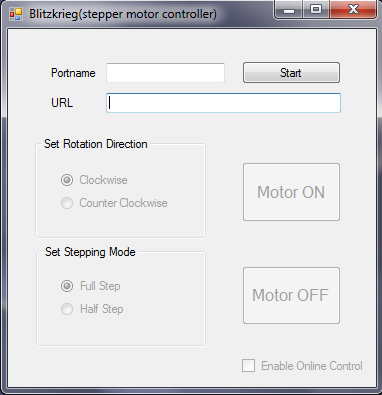 Blitzkrieg(stepper motor controller)
Portname
Start
URL
Set Rotation Direction
Clockwise
Counter Clockwise
Motor ON
Set Stepping Mode
Full Step
Half Step
Motor OFF
Enable Online Control